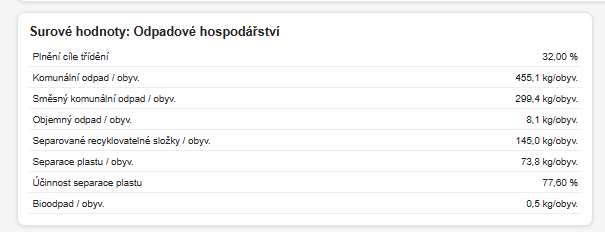 Surové hodnoty: Odpadové hospodářství
Plnění cíle třídění 32,00 %
Komunální odpad / obyv. 455,1 kg/obyv.
Směsný komunální odpad / obyv. 299,4 kg/obyv.
Objemný odpad / obyv. 8,1 kg/obyv.
Separované recyklovatelné složky / obyv. 145,0 kg/obyv.
Separace plastu / obyv. 73,8 kg/obyv.
Účinnost separace plastu 77,60 %
Bioodpad / obyv. 0,5 kg/obyv.